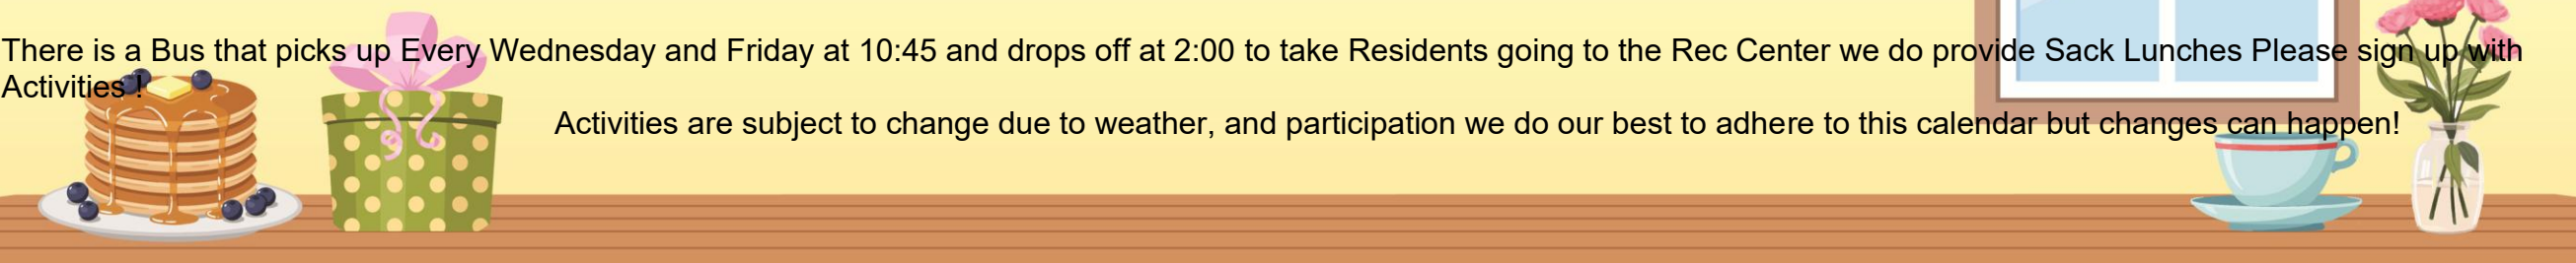 There is a Bus that picks up Every Wednesday and Friday at 10:45 and drops off at 2:00 to take Residents going to the Rec Center we do provide Sack Lunches Please sign up with
Activities !
Activities are subject to change due to weather, and participation we do our best to adhere to this calendar but changes can happen!